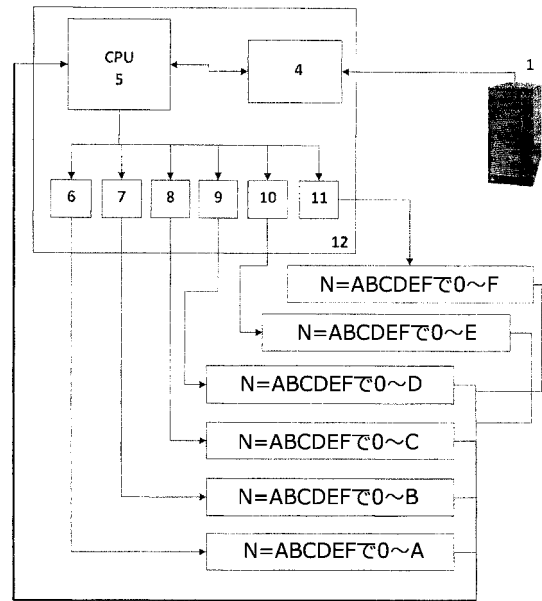 CPU
5
4
1
6
7
8
9
10
11
12
N=ABCDEFで0～F
N=ABCDEFで0～E
N=ABCDEFで0～D
N=ABCDEFで0～C
N=ABCDEFで0～B
N=ABCDEFで0～A